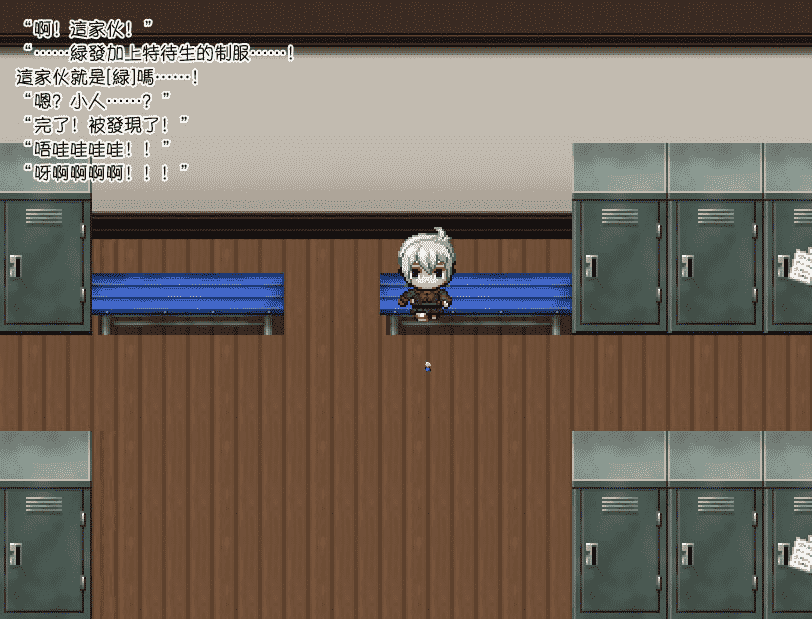 “啊！這家伙！”
“……緑發加上特待生的制服……！
這家伙就是[緑]嗎……！
“嗯？小人……？”
“完了！被發現了！”
“唔哇哇哇哇！！”
“呀啊啊啊啊！！！”